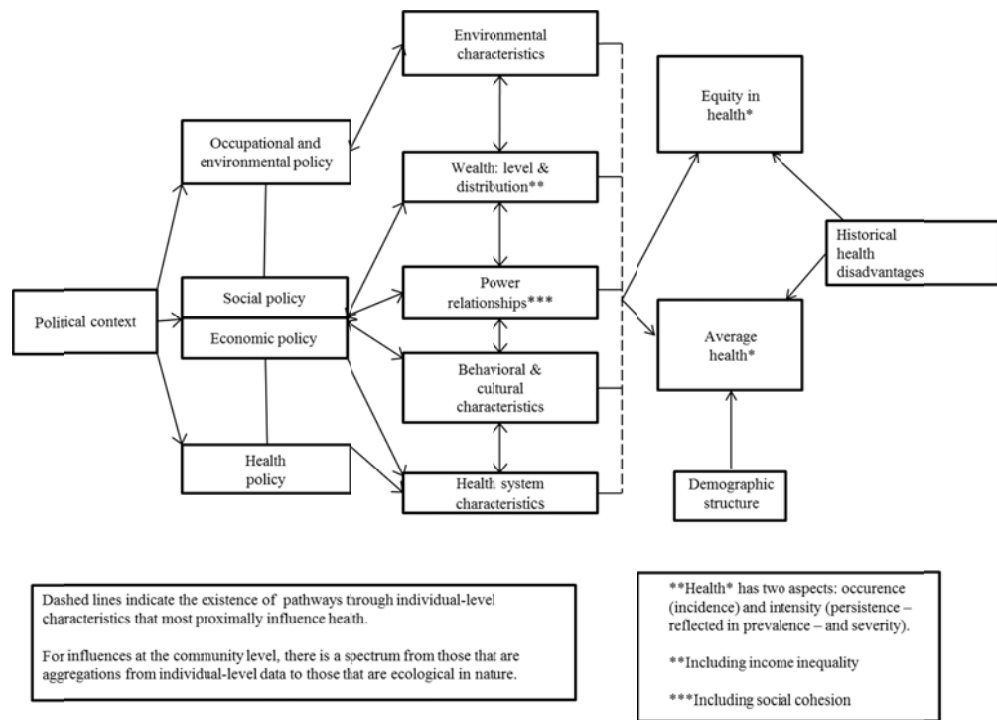 Environmental
characteristics
Equity in
health*
Occupational and
environmental policy
Wealth: level &
distribution**
Historical
health
disadvantages
Social policy
Power
relationships***
Political context
Economic policy
Average
health*
Behavioral &
cultural
characteristics
Health
policy
Health system
characteristics
Demographic
structure
Dashed lines indicate the existence of pathways through individual-level
characteristics that most proximally influence health.
For influences at the community level, there is a spectrum from those that are
aggregations from individual-level data to those that are ecological in nature.
**Health* has two aspects: occurence
(incidence) and intensity (persistence –
reflected in prevalence – and severity).
**Including income inequality
***Including social cohesion